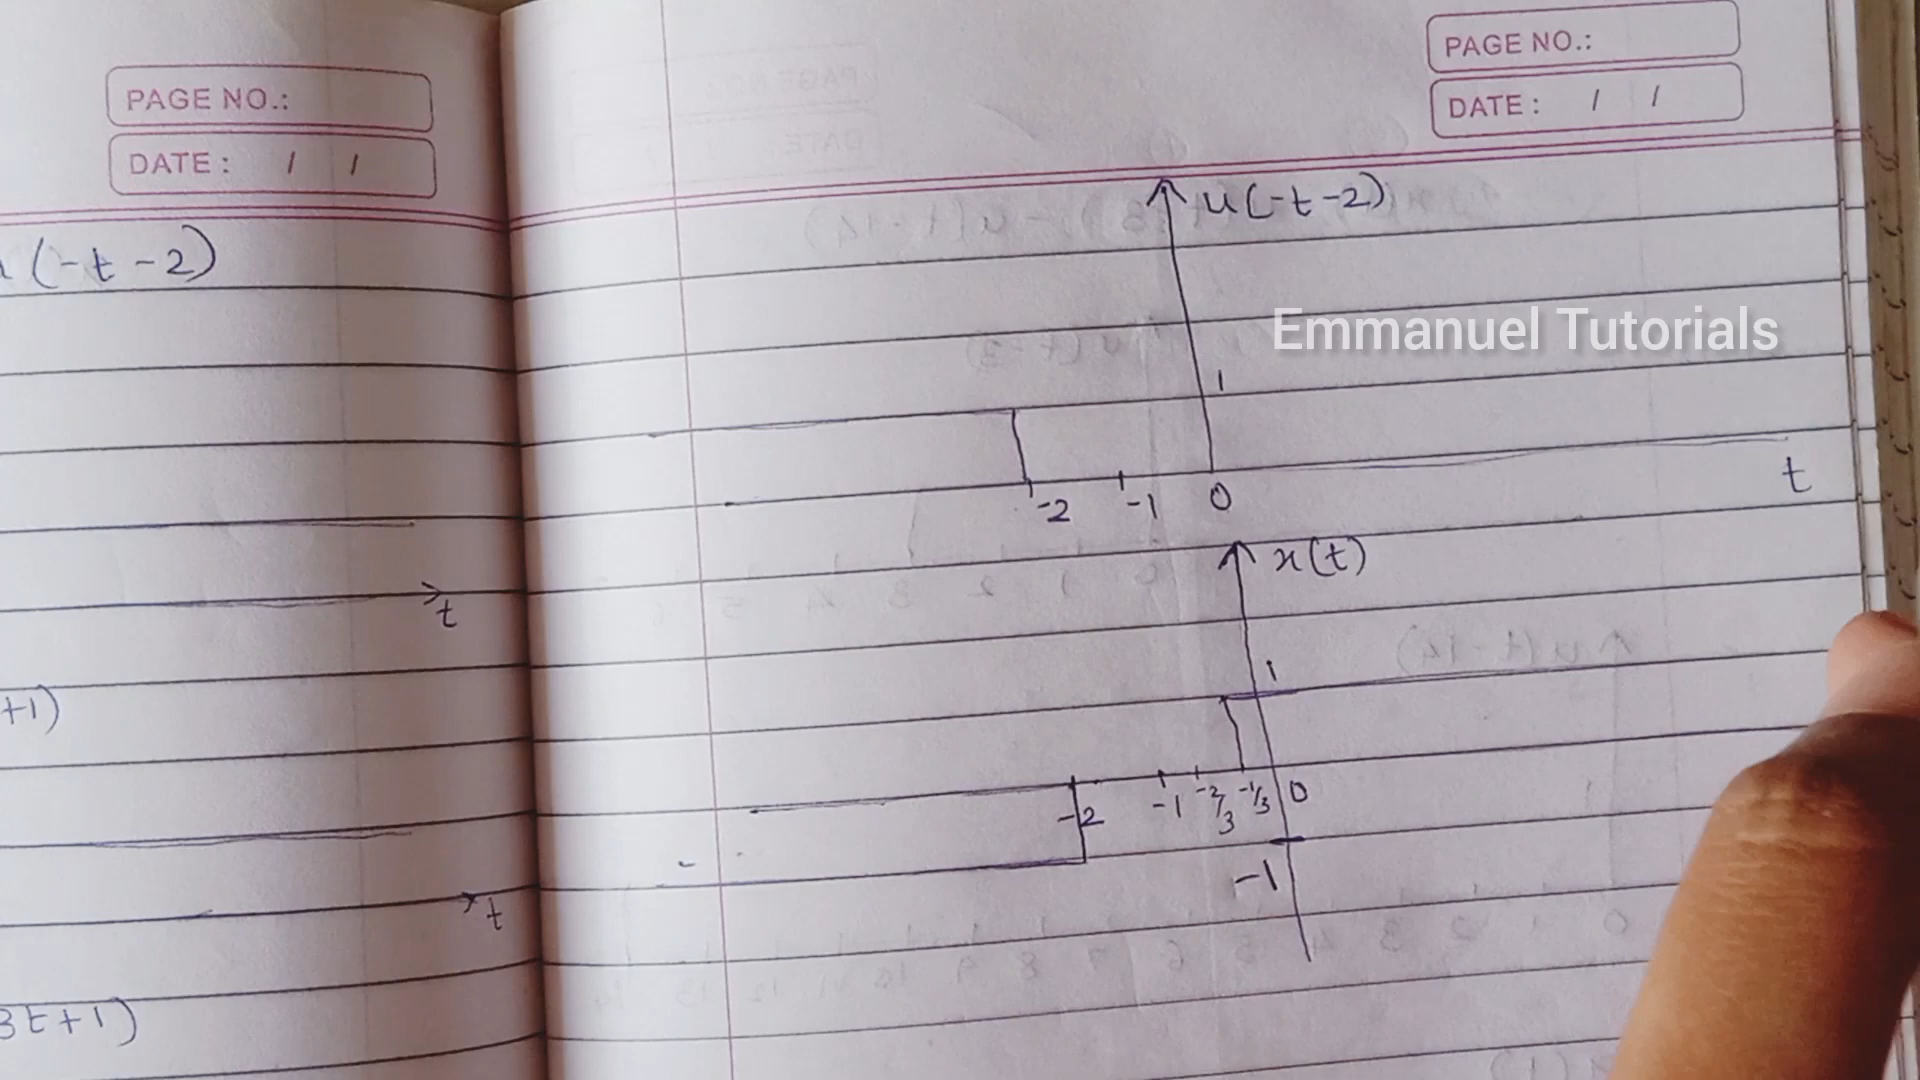 PAGE NO.:
DATE : / /
(-t-2)
t
+1)
t
3t+1)
PAGE NO.:
DATE : / /
u(-t-2)
Emmanuel Tutorials
1
-2 -1 0
t
x(t)
1
-2 -1 -2/3 -1/3 0
-1